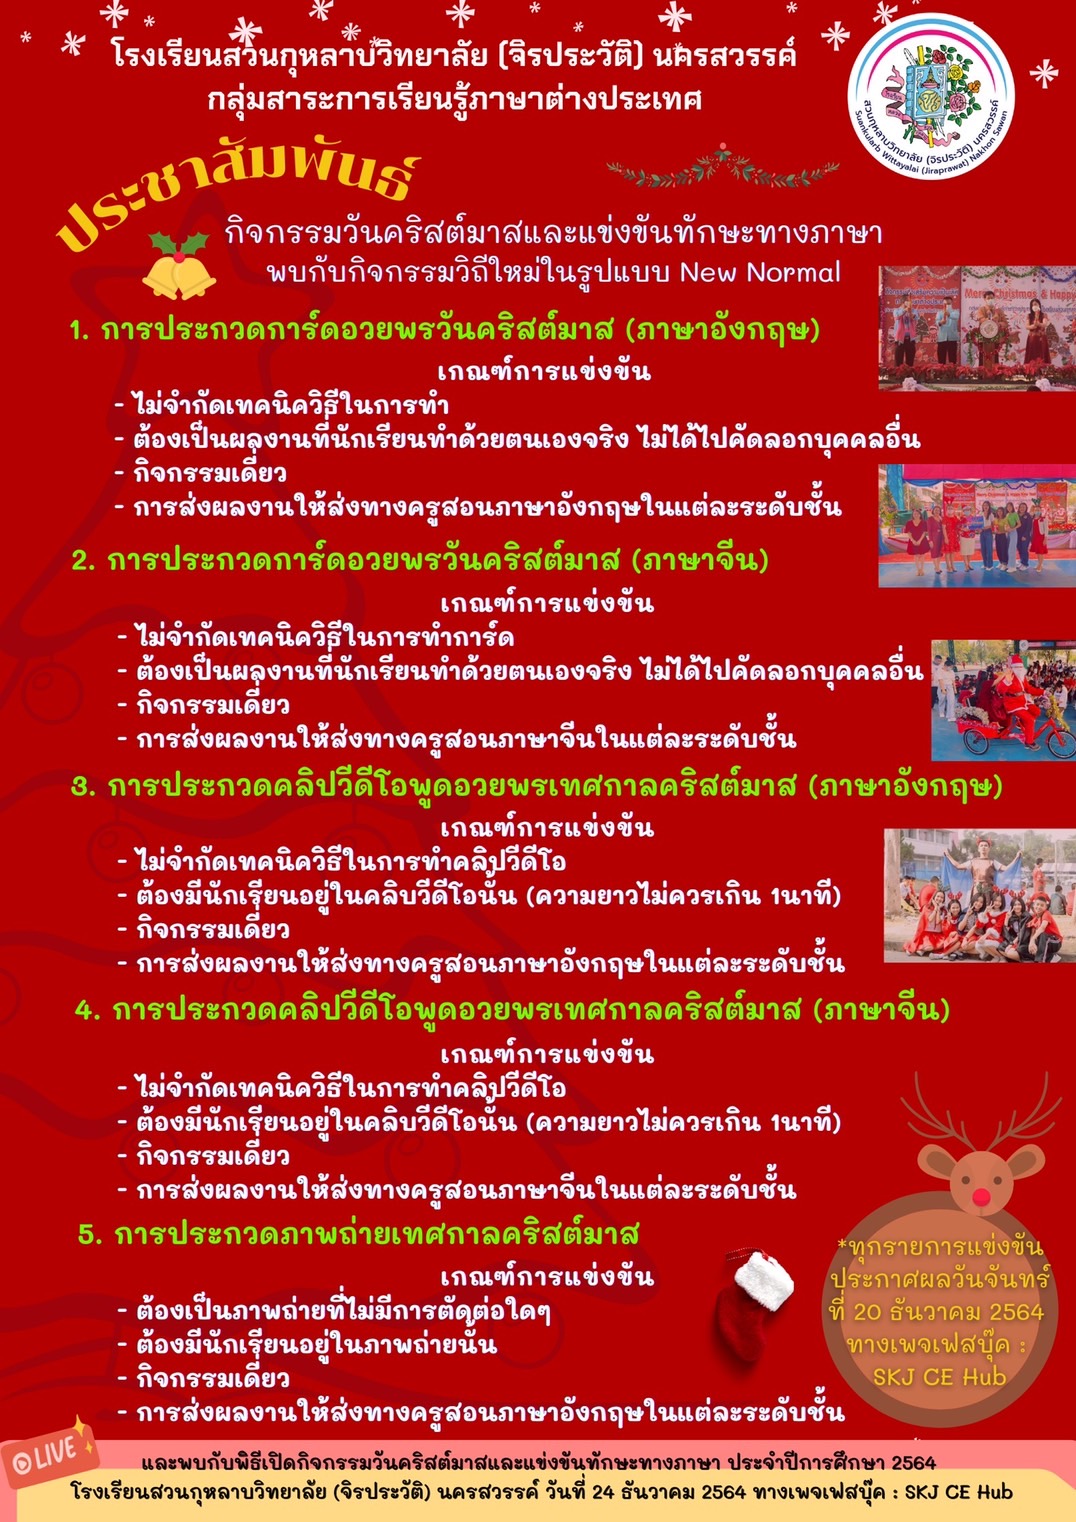 โรงเรียนสวนกุหลาบวิทยาลัย (จิรประวัติ) นครสวรรค์
กลุ่มสาระการเรียนรู้ภาษาต่างประเทศ
สวนกุหลาบวิทยาลัย (จิรประวัติ) นครสวรรค์
Suankularb Wittayalai (Jiraprawat) Nakhon Sawan
ประชาสัมพันธ์
กิจกรรมวันคริสต์มาสและแข่งขันทักษะทางภาษา
พบกับกิจกรรมวิถีใหม่ในรูปแบบ New Normal
1. การประกวดการ์ดอวยพรวันคริสต์มาส (ภาษาอังกฤษ)
เกณฑ์การแข่งขัน
- ไม่จำกัดเทคนิควิธีในการทำ
- ต้องเป็นผลงานที่นักเรียนทำด้วยตนเองจริง ไม่ได้ไปคัดลอกบุคคลอื่น
- กิจกรรมเดี่ยว
- การส่งผลงานให้ส่งทางครูสอนภาษาอังกฤษในแต่ละระดับชั้น
2. การประกวดการ์ดอวยพรวันคริสต์มาส (ภาษาจีน)
เกณฑ์การแข่งขัน
- ไม่จำกัดเทคนิควิธีในการทำการ์ด
- ต้องเป็นผลงานที่นักเรียนทำด้วยตนเองจริง ไม่ได้ไปคัดลอกบุคคลอื่น
- กิจกรรมเดี่ยว
- การส่งผลงานให้ส่งทางครูสอนภาษาจีนในแต่ละระดับชั้น
3. การประกวดคลิปวีดีโอพูดอวยพรเทศกาลคริสต์มาส (ภาษาอังกฤษ)
เกณฑ์การแข่งขัน
- ไม่จำกัดเทคนิควิธีในการทำคลิปวีดีโอ
- ต้องมีนักเรียนอยู่ในคลิบวีดีโอนั้น (ความยาวไม่ควรเกิน 1นาที)
- กิจกรรมเดี่ยว
- การส่งผลงานให้ส่งทางครูสอนภาษาอังกฤษในแต่ละระดับชั้น
4. การประกวดคลิปวีดีโอพูดอวยพรเทศกาลคริสต์มาส (ภาษาจีน)
เกณฑ์การแข่งขัน
- ไม่จำกัดเทคนิควิธีในการทำคลิปวีดีโอ
- ต้องมีนักเรียนอยู่ในคลิบวีดีโอนั้น (ความยาวไม่ควรเกิน 1นาที)
- กิจกรรมเดี่ยว
- การส่งผลงานให้ส่งทางครูสอนภาษาจีนในแต่ละระดับชั้น
5. การประกวดภาพถ่ายเทศกาลคริสต์มาส
เกณฑ์การแข่งขัน
- ต้องเป็นภาพถ่ายที่ไม่มีการตัดต่อใดๆ
- ต้องมีนักเรียนอยู่ในภาพถ่ายนั้น
- กิจกรรมเดี่ยว
- การส่งผลงานให้ส่งทางครูสอนภาษาอังกฤษในแต่ละระดับชั้น
*ทุกรายการแข่งขัน
ประกาศผลวันจันทร์
ที่ 20 ธันวาคม 2564
ทางเพจเฟสบุ๊ค :
SKJ CE Hub
LIVE
และพบกับพิธีเปิดกิจกรรมวันคริสต์มาสและแข่งขันทักษะทางภาษา ประจำปีการศึกษา 2564
โรงเรียนสวนกุหลาบวิทยาลัย (จิรประวัติ) นครสวรรค์ วันที่ 24 ธันวาคม 2564 ทางเพจเฟสบุ๊ค : SKJ CE Hub